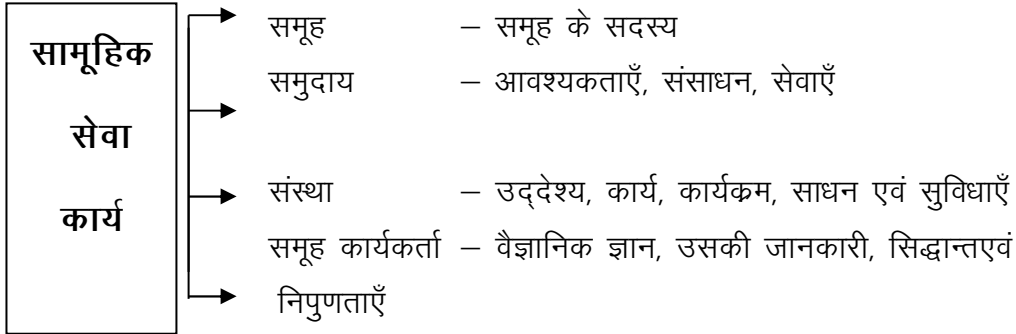 सामूहिक
सेवा
कार्य
समूह – समूह के सदस्य
समुदाय – आवश्यकताएँ, संसाधन, सेवाएँ
संस्था – उद्देश्य, कार्य, कार्यक्रम, साधन एवं सुविधाएँ
समूह कार्यकर्ता – वैज्ञानिक ज्ञान, उसकी जानकारी, सिद्धान्तएवं
निपुणताएँ